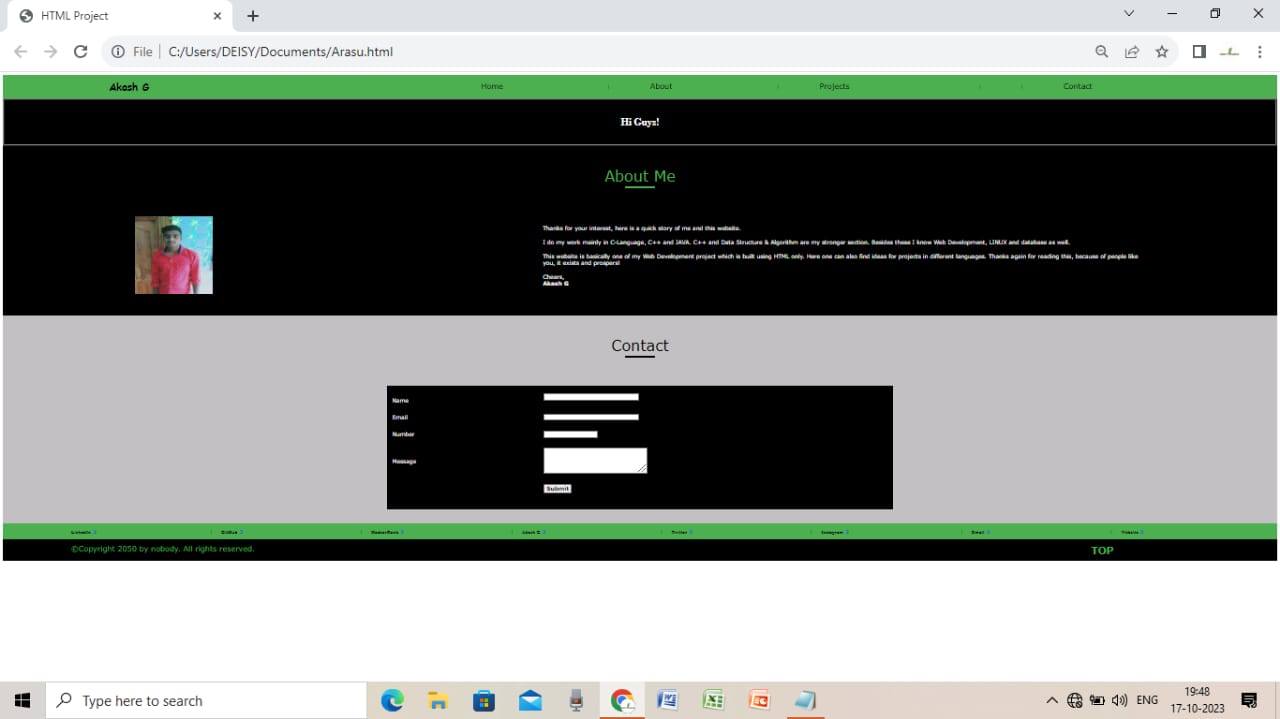 HTML Project
File
C:/Users/DEISY/Documents/Arasu.html
Akash G
Home | About | Projects | | Contact
Hi Guyz!
About Me
Thanks for your interest, here is a quick story of me and this website.
I do my work mainly in C-Language, C++ and JAVA. C++ and Data Structure & Algorithm are my stronger section. Besides these I know Web Development, LINUX and database as well.
This website is basically one of my Web Development project which is built using HTML only. Here one can also find ideas for projects in different languages. Thanks again for reading this, because of people like
you, it exists and prospers!
Cheers,
Akash G
Contact
Name
Email
Number
Message
Submit
LinkedIn | GitHub | HackerRank | Akash G | Twitter | Instagram | Email | Website
©Copyright 2050 by nobody. All rights reserved.
TOP
Type here to search
ENG
19:48
17-10-2023